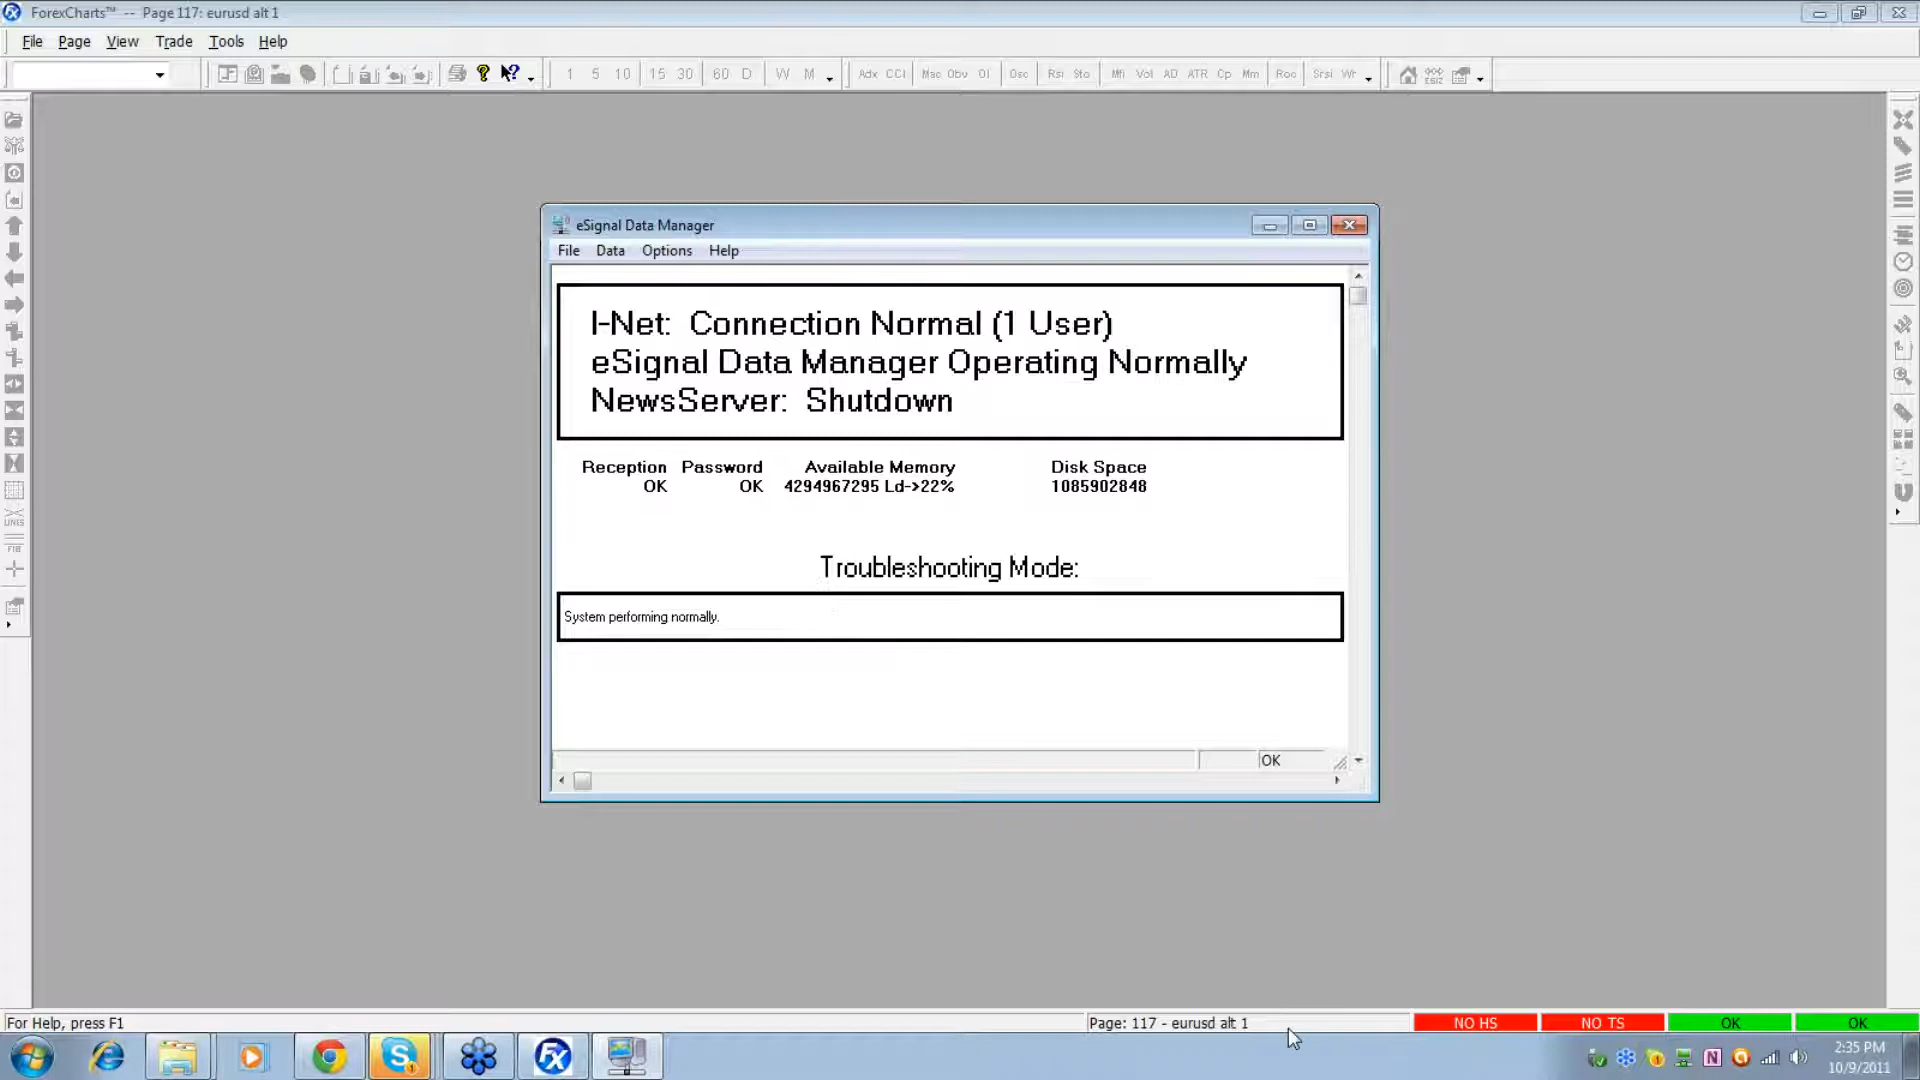 ForexCharts™ -- Page 117: eurusd alt 1
File Page View Trade Tools Help
1 5 10 15 30 60 D W M Adx CCI Mac Obv OI Osc Rsi Sto Mfi Vol AD ATR Cp Mm Roc Srsi Wr
eSignal Data Manager
File Data Options Help
I-Net: Connection Normal (1 User)
eSignal Data Manager Operating Normally
NewsServer: Shutdown
Reception Password Available Memory Disk Space
OK OK 4294967295 Ld->22% 1085902848
Troubleshooting Mode:
System performing normally.
OK
LINES
FIB
For Help, press F1
Page: 117 - eurusd alt 1
NO HS NO TS OK OK
2:35 PM
10/9/2011